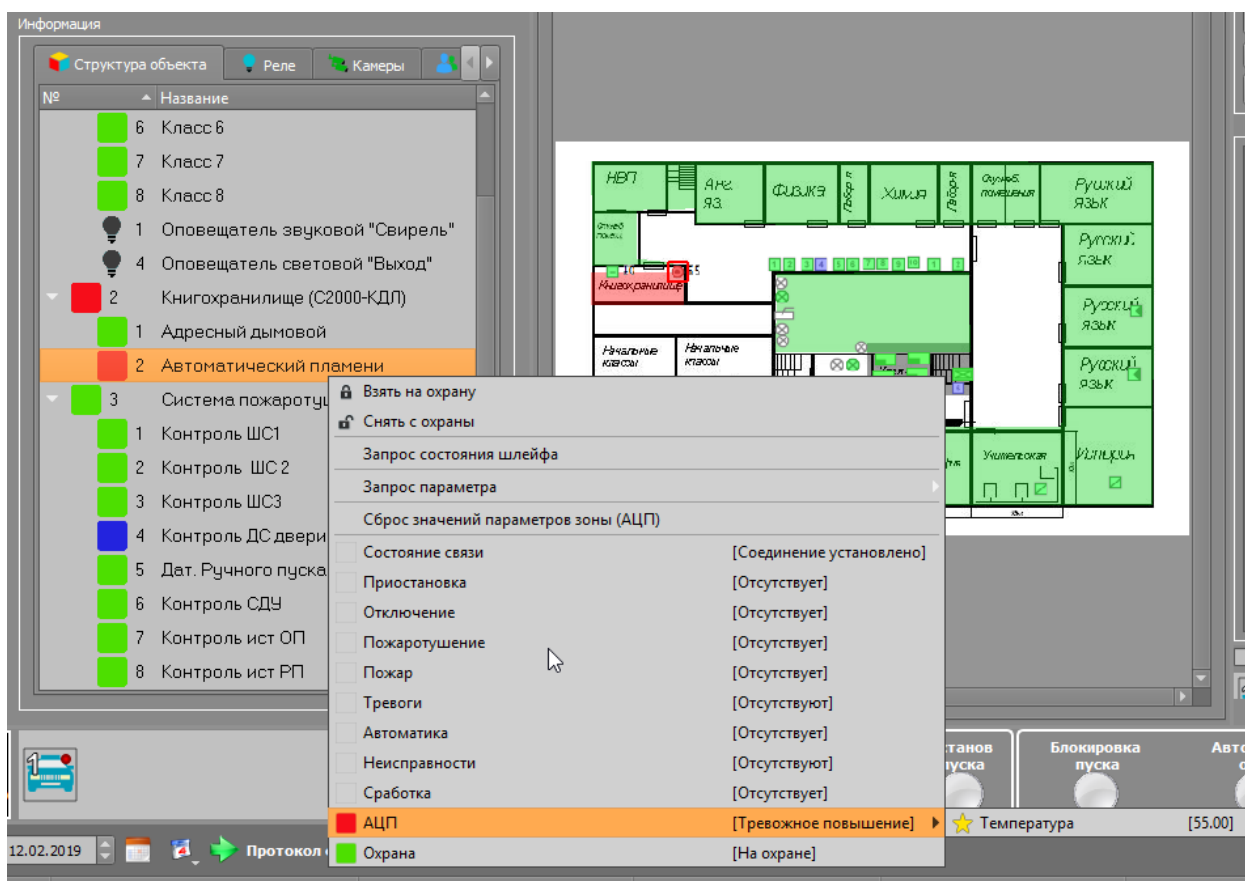 Информация
Структура объекта
Реле
Камеры
№
Название
6 Класс 6
7 Класс 7
8 Класс 8
1 Оповещатель звуковой "Свирель"
4 Оповещатель световой "Выход"
2 Книгохранилище (С2000-КДЛ)
1 Адресный дымовой
2 Автоматический пламени
3 Система пожаротуш
1 Контроль ШС1
2 Контроль ШС 2
3 Контроль ШС3
4 Контроль ДС двери
5 Дат. Ручного пуска
6 Контроль СДУ
7 Контроль ист ОП
8 Контроль ист РП
Взять на охрану
Снять с охраны
Запрос состояния шлейфа
Запрос параметра
Сброс значений параметров зоны (АЦП)
Состояние связи [Соединение установлено]
Приостановка [Отсутствует]
Отключение [Отсутствует]
Пожаротушение [Отсутствует]
Пожар [Отсутствует]
Тревоги [Отсутствуют]
Автоматика [Отсутствует]
Неисправности [Отсутствуют]
Сработка [Отсутствует]
АЦП [Тревожное повышение]
Температура [55.00]
Охрана [На охране]
НВП
Анг.
яз.
Физика
Химия
Русский
язык
Русский
язык
Русский
язык
Книгохранилище
Начальные
классы
Начальные
классы
Учительская
Блокировка
пуска
12.02.2019
Протокол